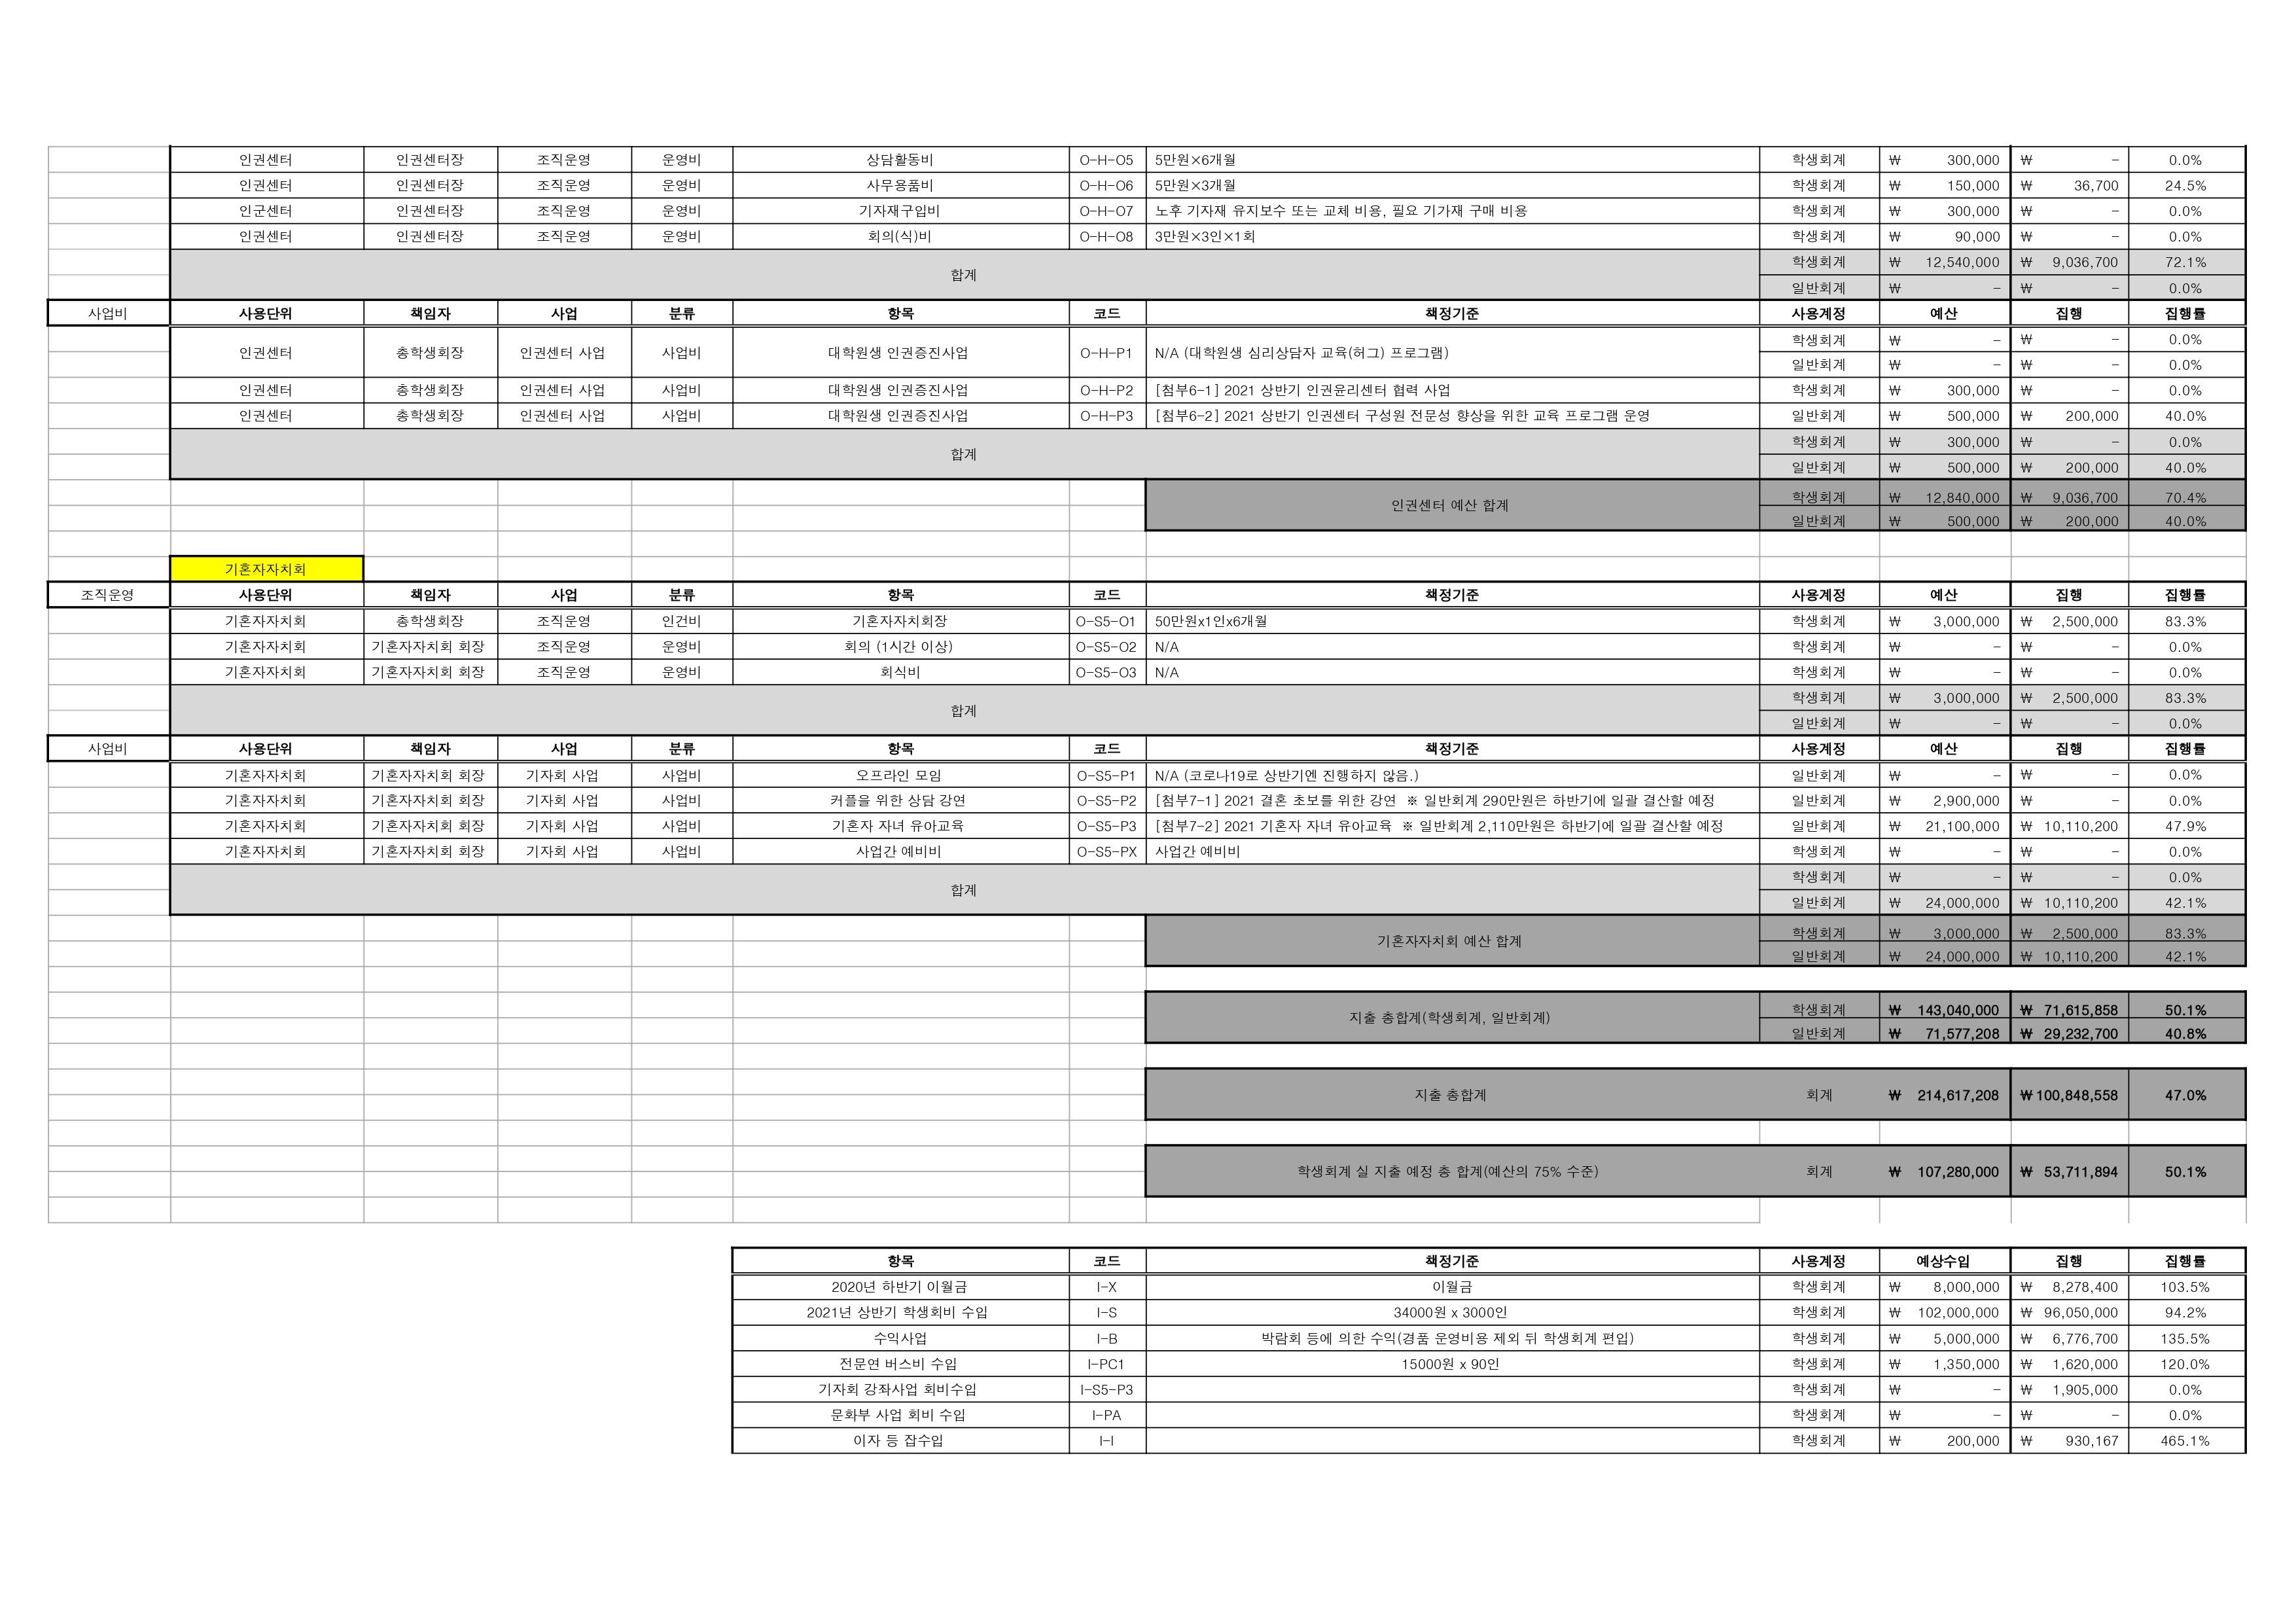 인권센터 인권센터장 조직운영 운영비 상담활동비 O-H-O5 5만원×6개월 학생회계 ₩ 300,000 ₩ - 0.0%
인권센터 인권센터장 조직운영 운영비 사무용품비 O-H-O6 5만원×3개월 학생회계 ₩ 150,000 ₩ 36,700 24.5%
인군센터 인권센터장 조직운영 운영비 기자재구입비 O-H-O7 노후 기자재 유지보수 또는 교체 비용, 필요 기가재 구매 비용 학생회계 ₩ 300,000 ₩ - 0.0%
인권센터 인권센터장 조직운영 운영비 회의(식)비 O-H-O8 3만원×3인×1회 학생회계 ₩ 90,000 ₩ - 0.0%
합계 학생회계 ₩ 12,540,000 ₩ 9,036,700 72.1%
일반회계 ₩ - ₩ - 0.0%
사업비 사용단위 책임자 사업 분류 항목 코드 책정기준 사용계정 예산 집행 집행률
인권센터 총학생회장 인권센터 사업 사업비 대학원생 인권증진사업 O-H-P1 N/A (대학원생 심리상담자 교육(허그) 프로그램) 학생회계 ₩ - ₩ - 0.0%
일반회계 ₩ - ₩ - 0.0%
인권센터 총학생회장 인권센터 사업 사업비 대학원생 인권증진사업 O-H-P2 [첨부6-1] 2021 상반기 인권윤리센터 협력 사업 학생회계 ₩ 300,000 ₩ - 0.0%
인권센터 총학생회장 인권센터 사업 사업비 대학원생 인권증진사업 O-H-P3 [첨부6-2] 2021 상반기 인권센터 구성원 전문성 향상을 위한 교육 프로그램 운영 일반회계 ₩ 500,000 ₩ 200,000 40.0%
합계 학생회계 ₩ 300,000 ₩ - 0.0%
일반회계 ₩ 500,000 ₩ 200,000 40.0%
인권센터 예산 합계 학생회계 ₩ 12,840,000 ₩ 9,036,700 70.4%
일반회계 ₩ 500,000 ₩ 200,000 40.0%
기혼자자치회
조직운영 사용단위 책임자 사업 분류 항목 코드 책정기준 사용계정 예산 집행 집행률
기혼자자치회 총학생회장 조직운영 인건비 기혼자자치회장 O-S5-O1 50만원x1인x6개월 학생회계 ₩ 3,000,000 ₩ 2,500,000 83.3%
기혼자자치회 기혼자자치회 회장 조직운영 운영비 회의 (1시간 이상) O-S5-O2 N/A 학생회계 ₩ - ₩ - 0.0%
기혼자자치회 기혼자자치회 회장 조직운영 운영비 회식비 O-S5-O3 N/A 학생회계 ₩ - ₩ - 0.0%
합계 학생회계 ₩ 3,000,000 ₩ 2,500,000 83.3%
일반회계 ₩ - ₩ - 0.0%
사업비 사용단위 책임자 사업 분류 항목 코드 책정기준 사용계정 예산 집행 집행률
기혼자자치회 기혼자자치회 회장 기자회 사업 사업비 오프라인 모임 O-S5-P1 N/A (코로나19로 상반기엔 진행하지 않음.) 일반회계 ₩ - ₩ - 0.0%
기혼자자치회 기혼자자치회 회장 기자회 사업 사업비 커플을 위한 상담 강연 O-S5-P2 [첨부7-1] 2021 결혼 초보를 위한 강연 ※ 일반회계 290만원은 하반기에 일괄 결산할 예정 일반회계 ₩ 2,900,000 ₩ - 0.0%
기혼자자치회 기혼자자치회 회장 기자회 사업 사업비 기혼자 자녀 유아교육 O-S5-P3 [첨부7-2] 2021 기혼자 자녀 유아교육 ※ 일반회계 2,110만원은 하반기에 일괄 결산할 예정 일반회계 ₩ 21,100,000 ₩ 10,110,200 47.9%
기혼자자치회 기혼자자치회 회장 기자회 사업 사업비 사업간 예비비 O-S5-PX 사업간 예비비 학생회계 ₩ - ₩ - 0.0%
합계 학생회계 ₩ - ₩ - 0.0%
일반회계 ₩ 24,000,000 ₩ 10,110,200 42.1%
기혼자자치회 예산 합계 학생회계 ₩ 3,000,000 ₩ 2,500,000 83.3%
일반회계 ₩ 24,000,000 ₩ 10,110,200 42.1%
지출 총합계(학생회계, 일반회계) 학생회계 ₩ 143,040,000 ₩ 71,615,858 50.1%
일반회계 ₩ 71,577,208 ₩ 29,232,700 40.8%
지출 총합계 회계 ₩ 214,617,208 ₩ 100,848,558 47.0%
학생회계 실 지출 예정 총 합계(예산의 75% 수준) 회계 ₩ 107,280,000 ₩ 53,711,894 50.1%
항목 코드 책정기준 사용계정 예상수입 집행 집행률
2020년 하반기 이월금 I-X 이월금 학생회계 ₩ 8,000,000 ₩ 8,278,400 103.5%
2021년 상반기 학생회비 수입 I-S 34000원 x 3000인 학생회계 ₩ 102,000,000 ₩ 96,050,000 94.2%
수익사업 I-B 박람회 등에 의한 수익(경품 운영비용 제외 뒤 학생회계 편입) 학생회계 ₩ 5,000,000 ₩ 6,776,700 135.5%
전문연 버스비 수입 I-PC1 15000원 x 90인 학생회계 ₩ 1,350,000 ₩ 1,620,000 120.0%
기자회 강좌사업 회비수입 I-S5-P3 학생회계 ₩ - ₩ 1,905,000 0.0%
문화부 사업 회비 수입 I-PA 학생회계 ₩ - ₩ - 0.0%
이자 등 잡수입 I-I 학생회계 ₩ 200,000 ₩ 930,167 465.1%